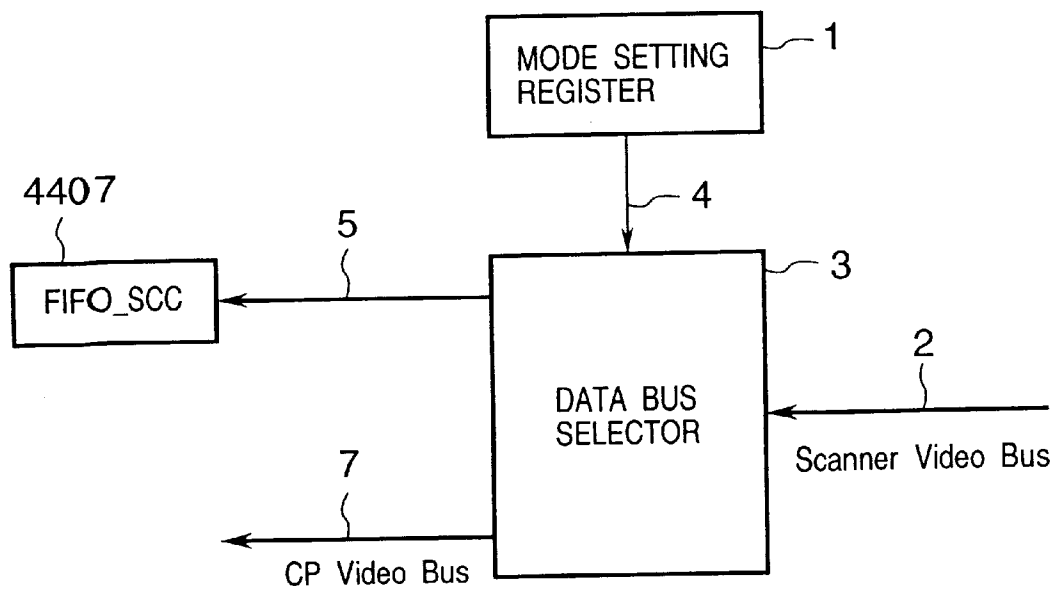 1
MODE SETTING
REGISTER
4
4407
5
3
FIFO_SCC
2
DATA BUS
SELECTOR
Scanner Video Bus
7
CP Video Bus